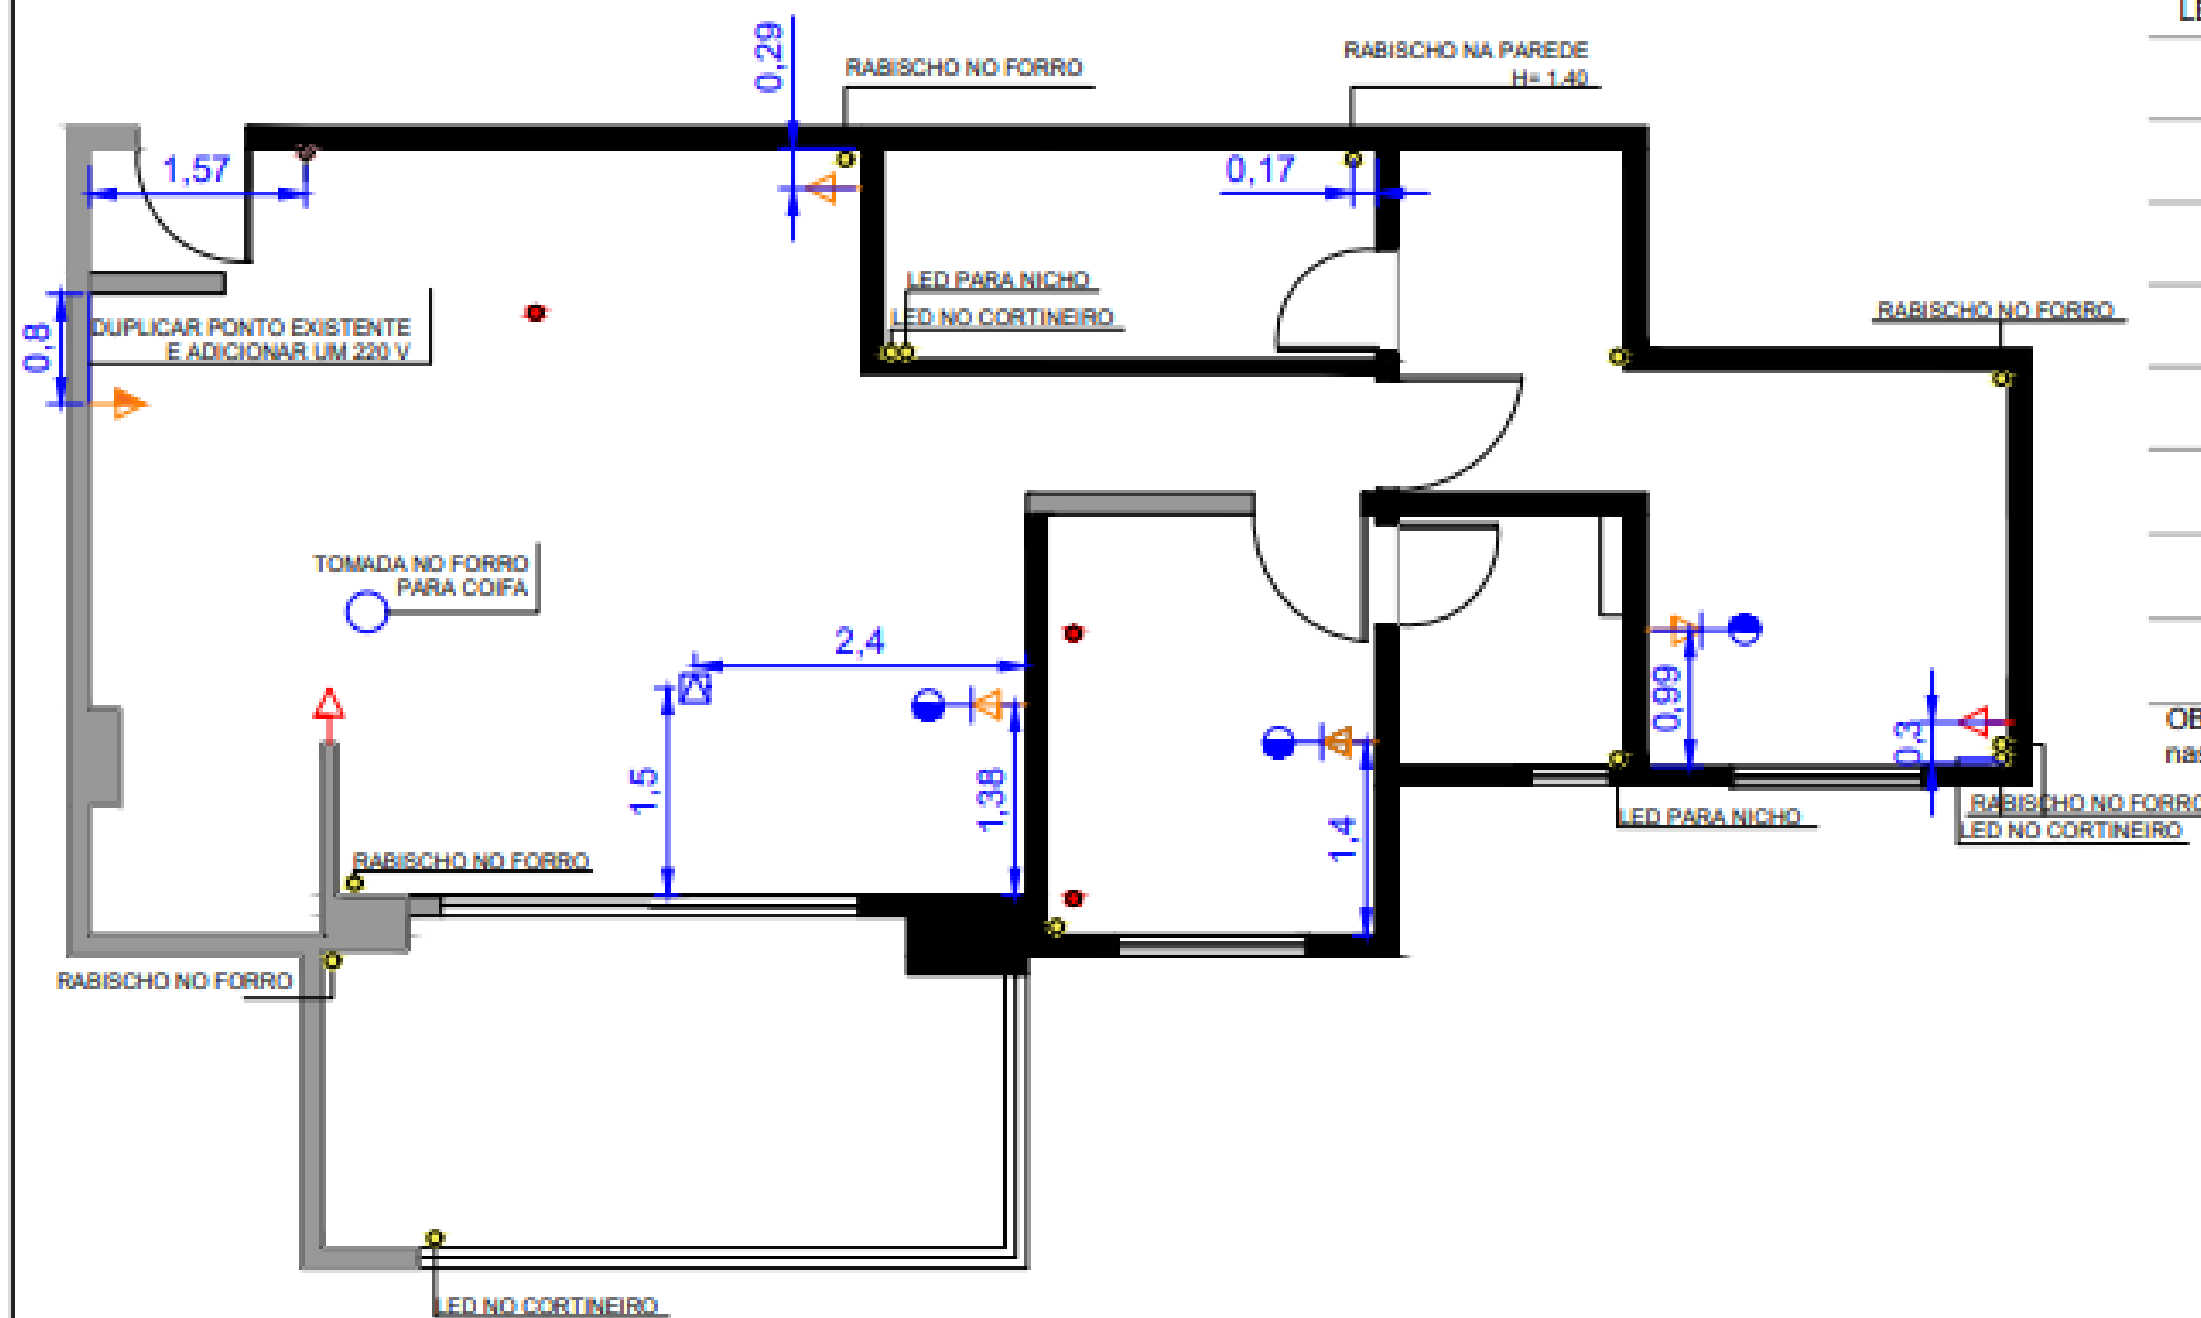 LE
0,29
RABISCHO NO FORRO
RABISCHO NA PAREDE
H= 1.40
1,57
0,17
LED PARA NICHO
LED NO CORTINEIRO
RABISCHO NO FORRO
DUPLICAR PONTO EXISTENTE
E ADICIONAR UM 220 V
0,8
TOMADA NO FORRO
PARA COIFA
2,4
0,99
0,3
OB
nas
1,5
1,38
1,4
RABISCHO NO FORRO
LED NO CORTINEIRO
LED PARA NICHO
RABISCHO NO FORRO
RABISCHO NO FORRO
LED NO CORTINEIRO